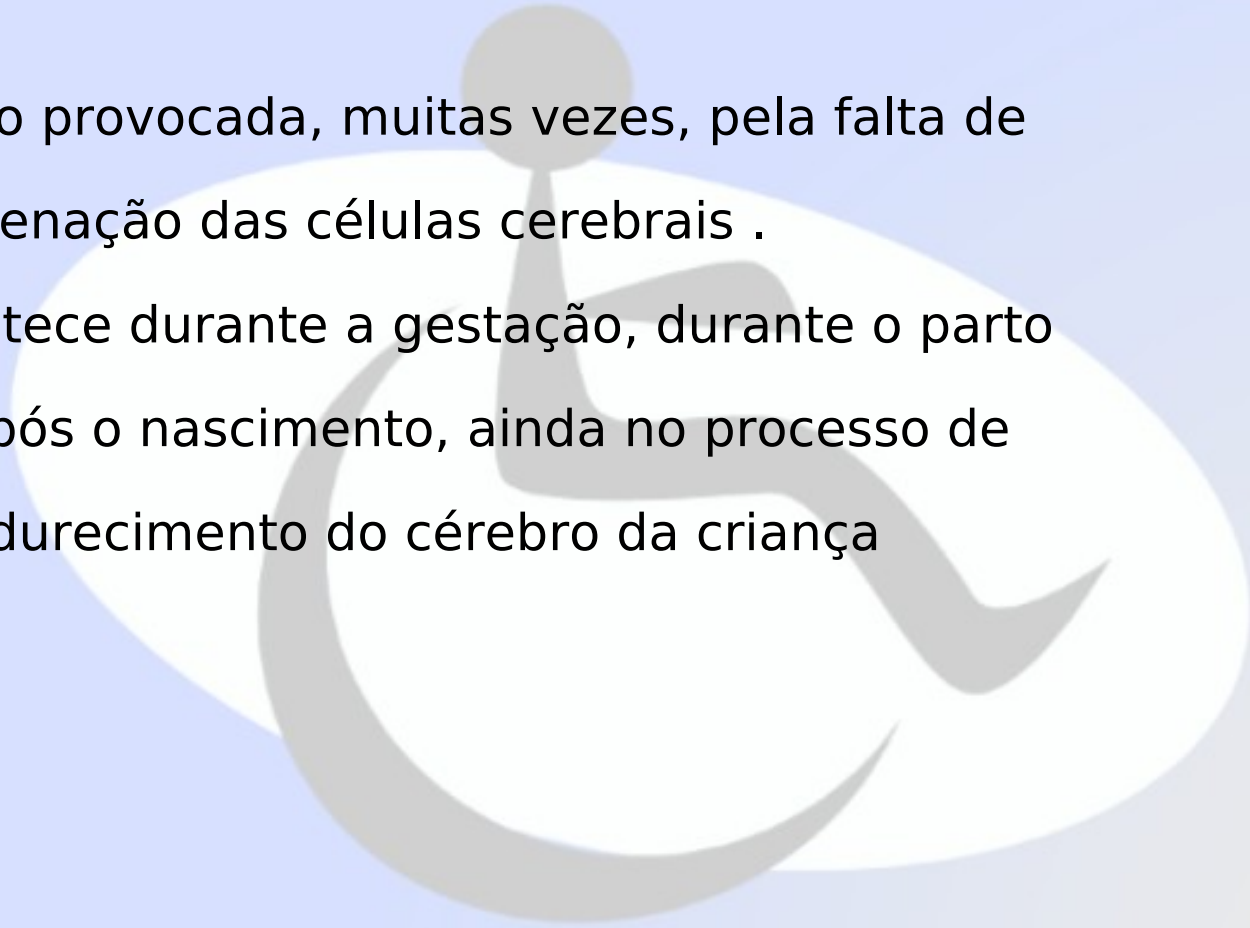 o provocada, muitas vezes, pela falta de
enação das células cerebrais .
tece durante a gestação, durante o parto
pós o nascimento, ainda no processo de
durecimento do cérebro da criança